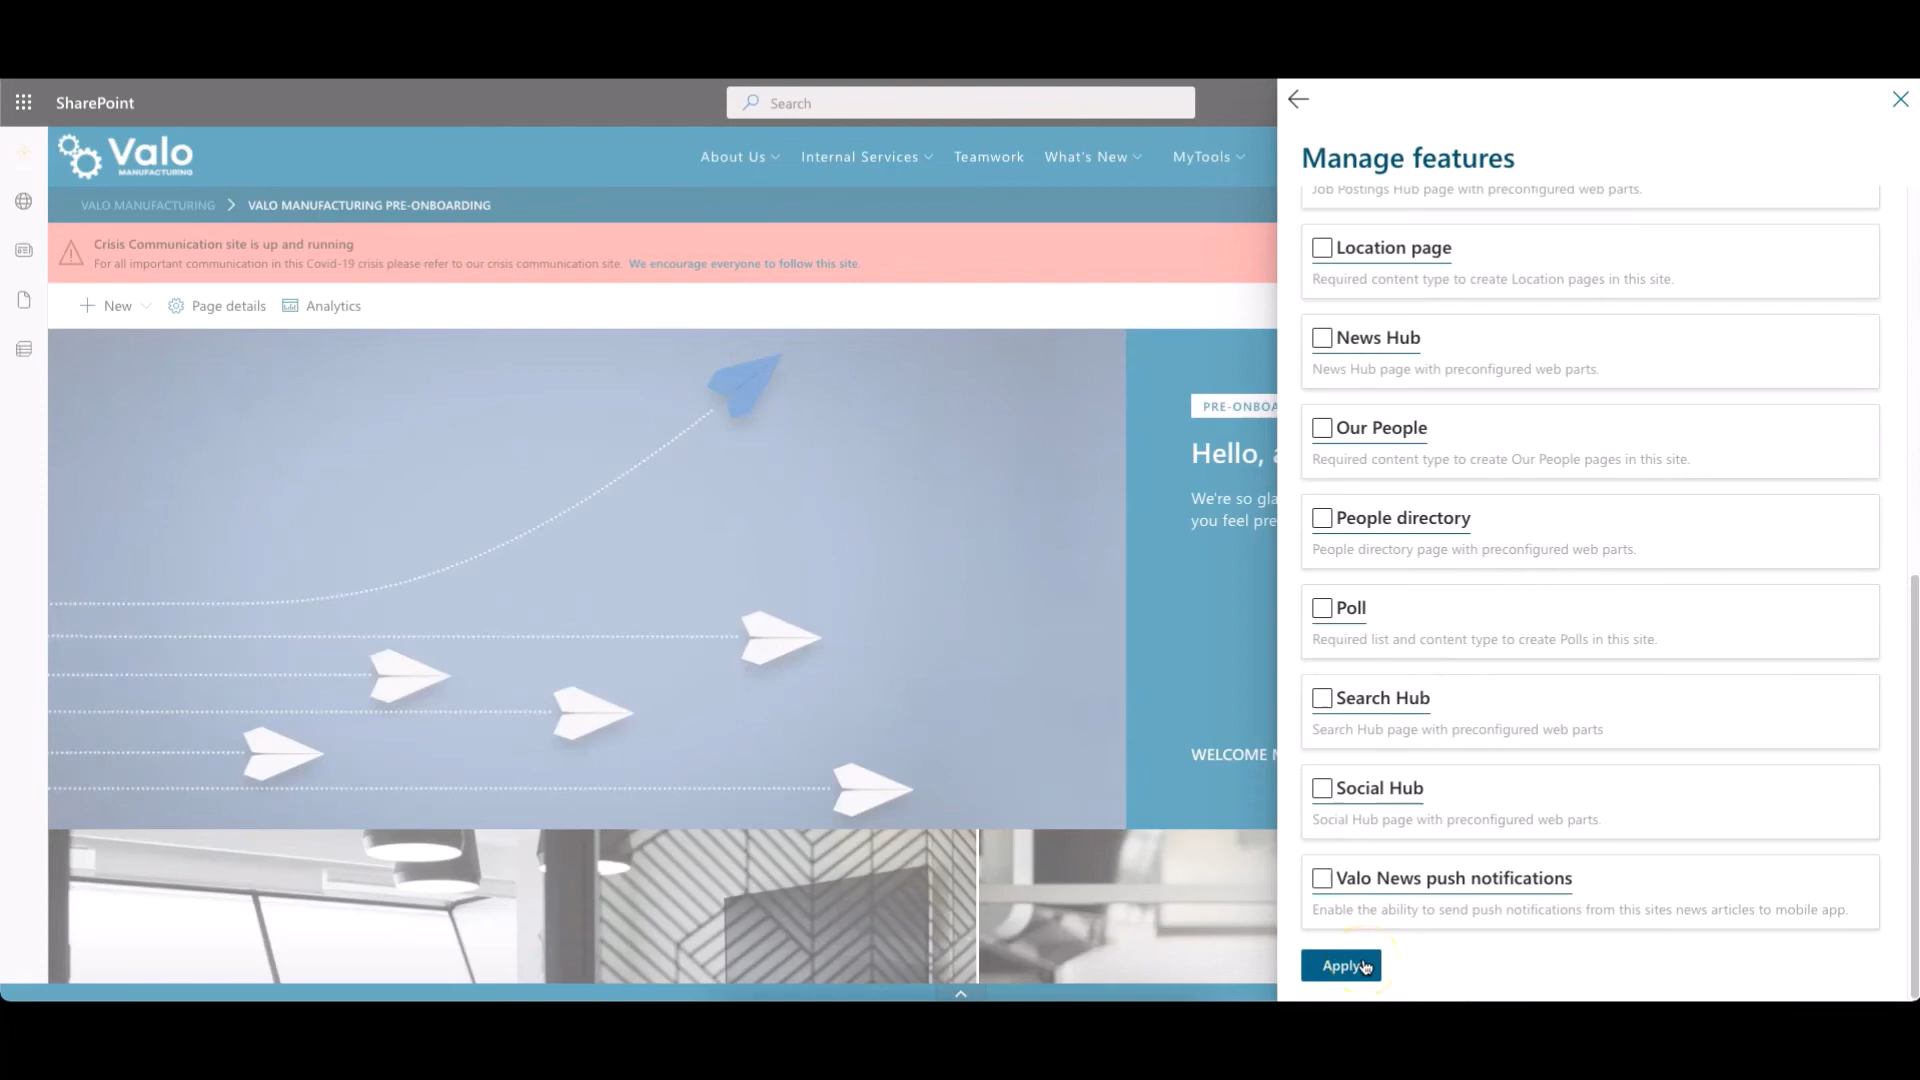 SharePoint
Search
Valo
MANUFACTURING
About Us
Internal Services
Teamwork
What's New
MyTools
VALO MANUFACTURING
VALO MANUFACTURING PRE-ONBOARDING
Crisis Communication site is up and running
For all important communication in this Covid-19 crisis please refer to our crisis communication site. We encourage everyone to follow this site.
New
Page details
Analytics
PRE-ONBOA
Hello, a
We're so gla
you feel pre
WELCOME M
Manage features
Job Postings Hub page with preconfigured web parts.
Location page
Required content type to create Location pages in this site.
News Hub
News Hub page with preconfigured web parts.
Our People
Required content type to create Our People pages in this site.
People directory
People directory page with preconfigured web parts.
Poll
Required list and content type to create Polls in this site.
Search Hub
Search Hub page with preconfigured web parts
Social Hub
Social Hub page with preconfigured web parts.
Valo News push notifications
Enable the ability to send push notifications from this sites news articles to mobile app.
Apply